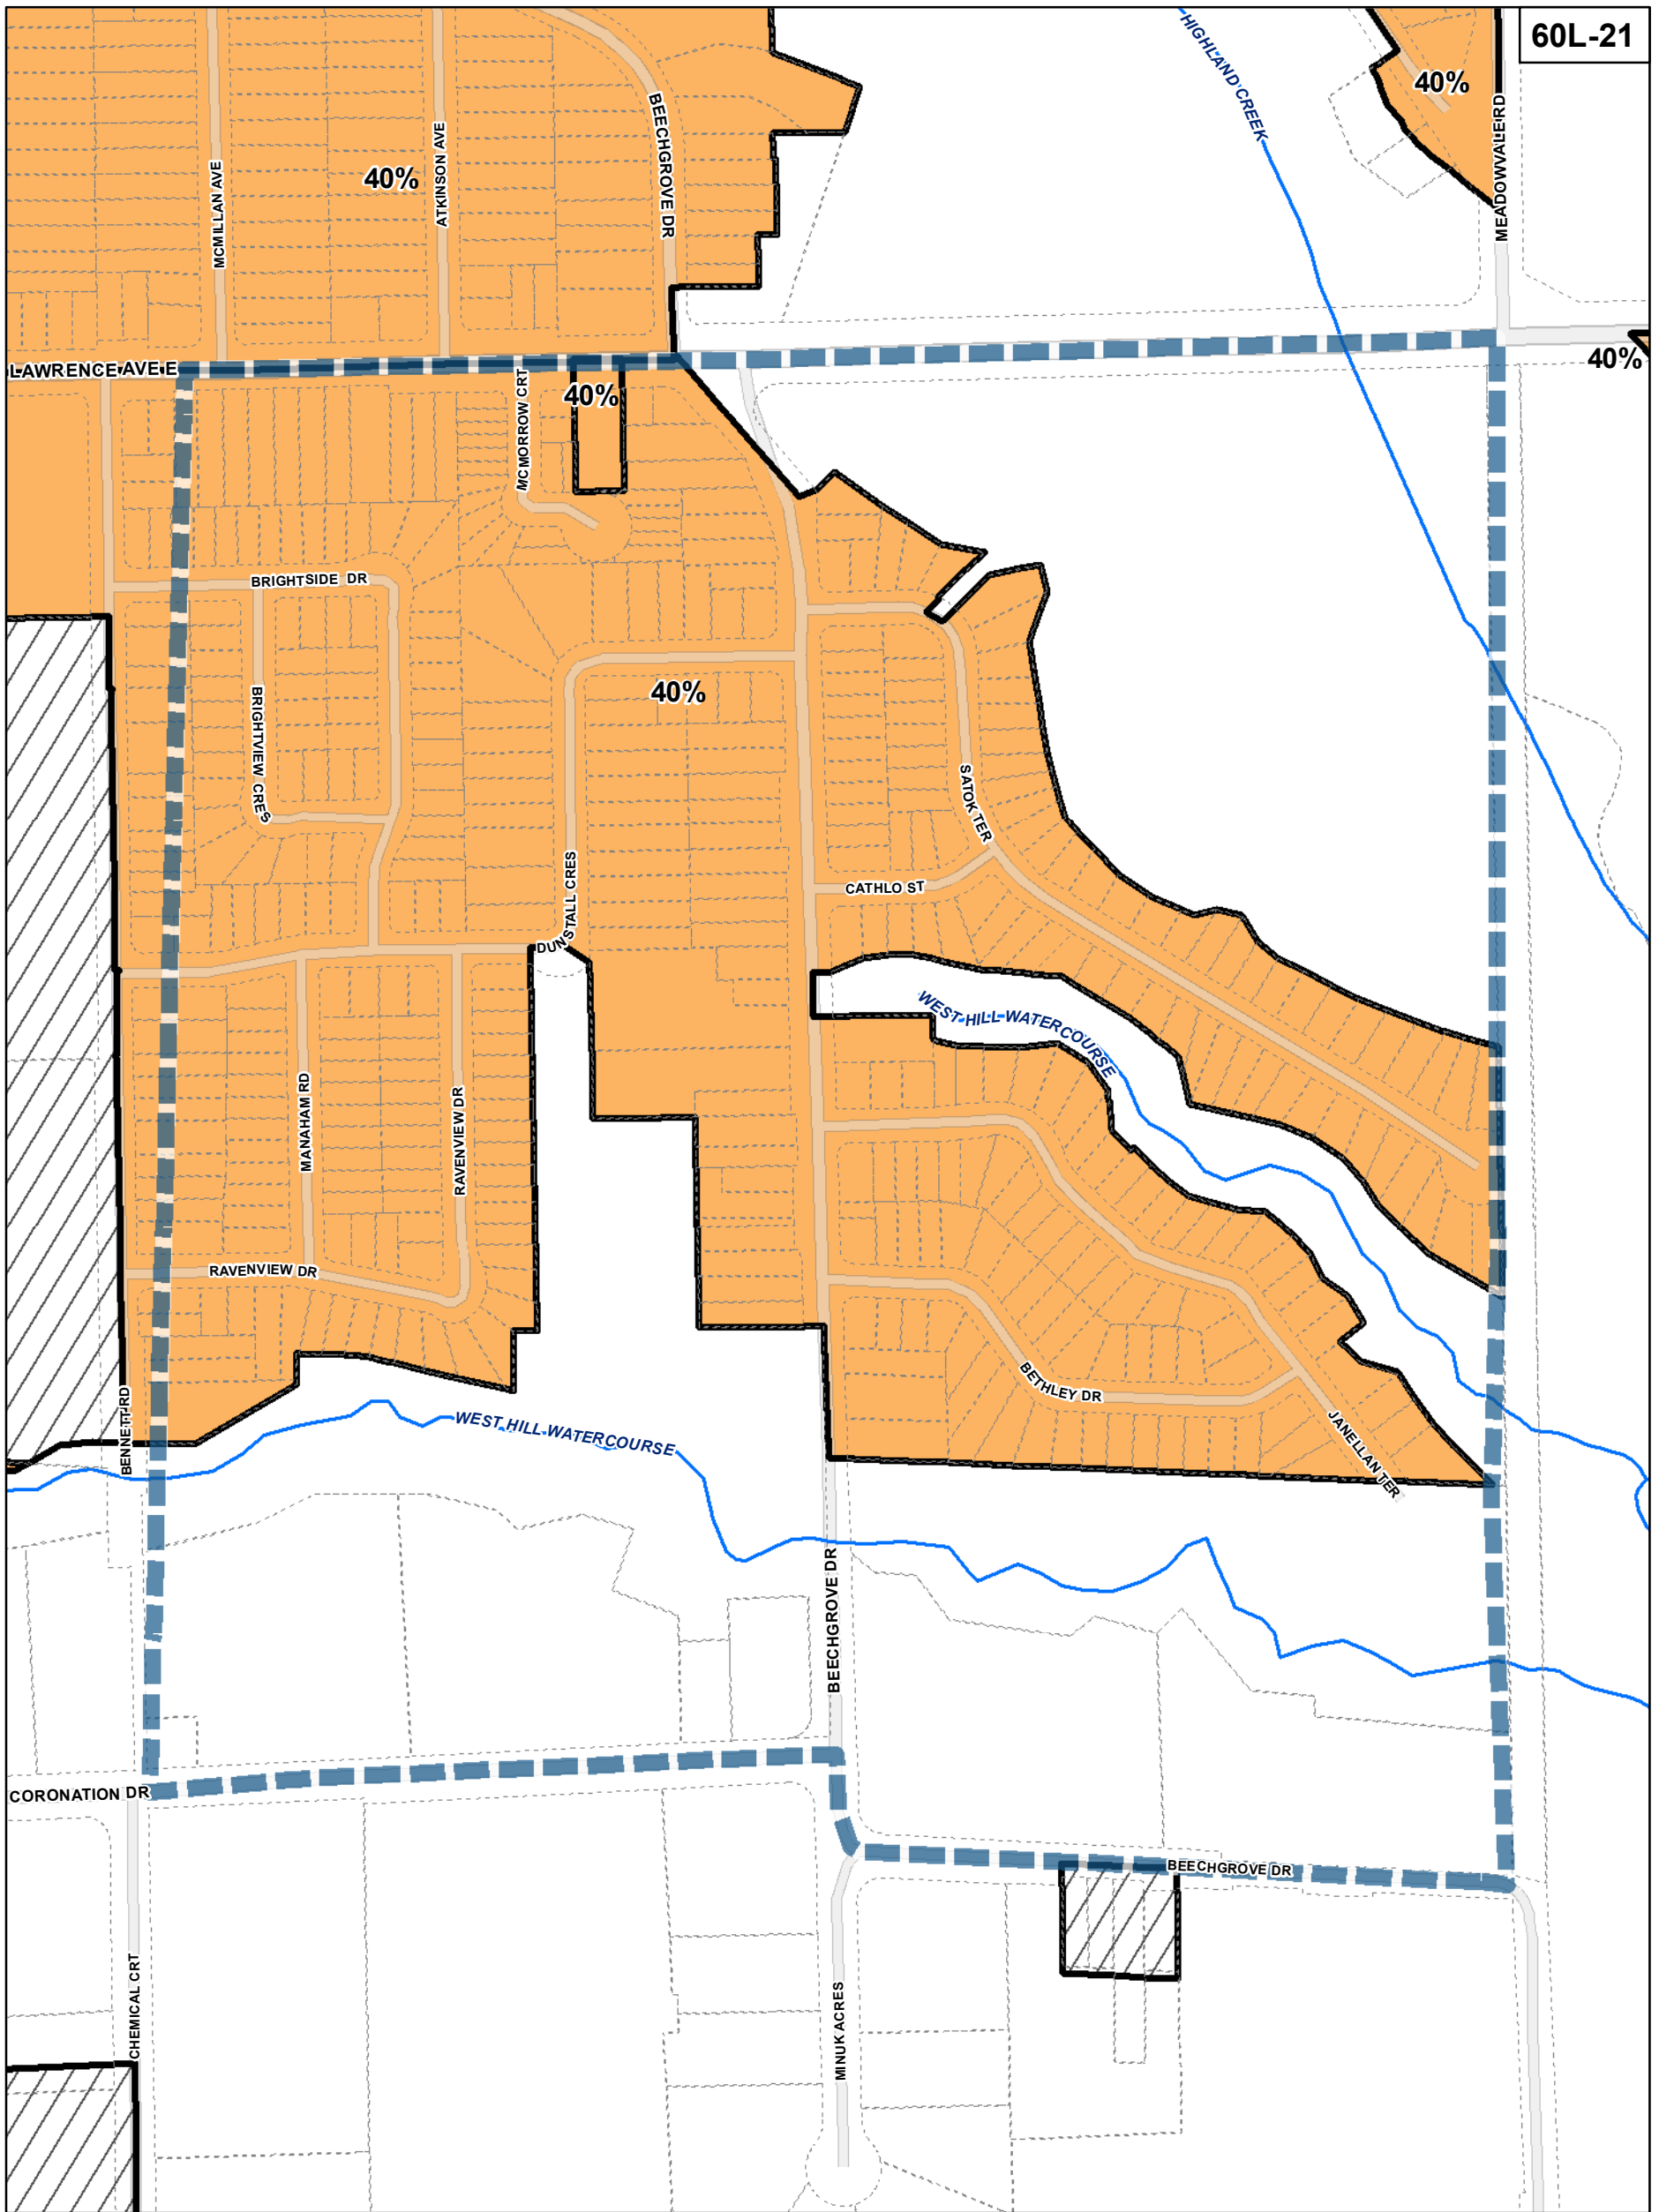 60L-21
HIGHLAND CREEK
40%
MEADOWVALE RD
BEECHGROVE DR
ATKINSON AVE
MCMILLAN AVE
40%
LAWRENCE AVE E
40%
40%
MCMORROW CRT
BRIGHTSIDE DR
BRIGHTVIEW CRES
40%
SATOK TER
CATHLO ST
DUNSTALL CRES
WEST HILL WATERCOURSE
MANAHAM RD
RAVENVIEW DR
RAVENVIEW DR
BETHLEY DR
JANELLAN TER
BENNETT RD
WEST HILL WATERCOURSE
BEECHGROVE DR
CORONATION DR
BEECHGROVE DR
CHEMICAL CRT
MINUK ACRES